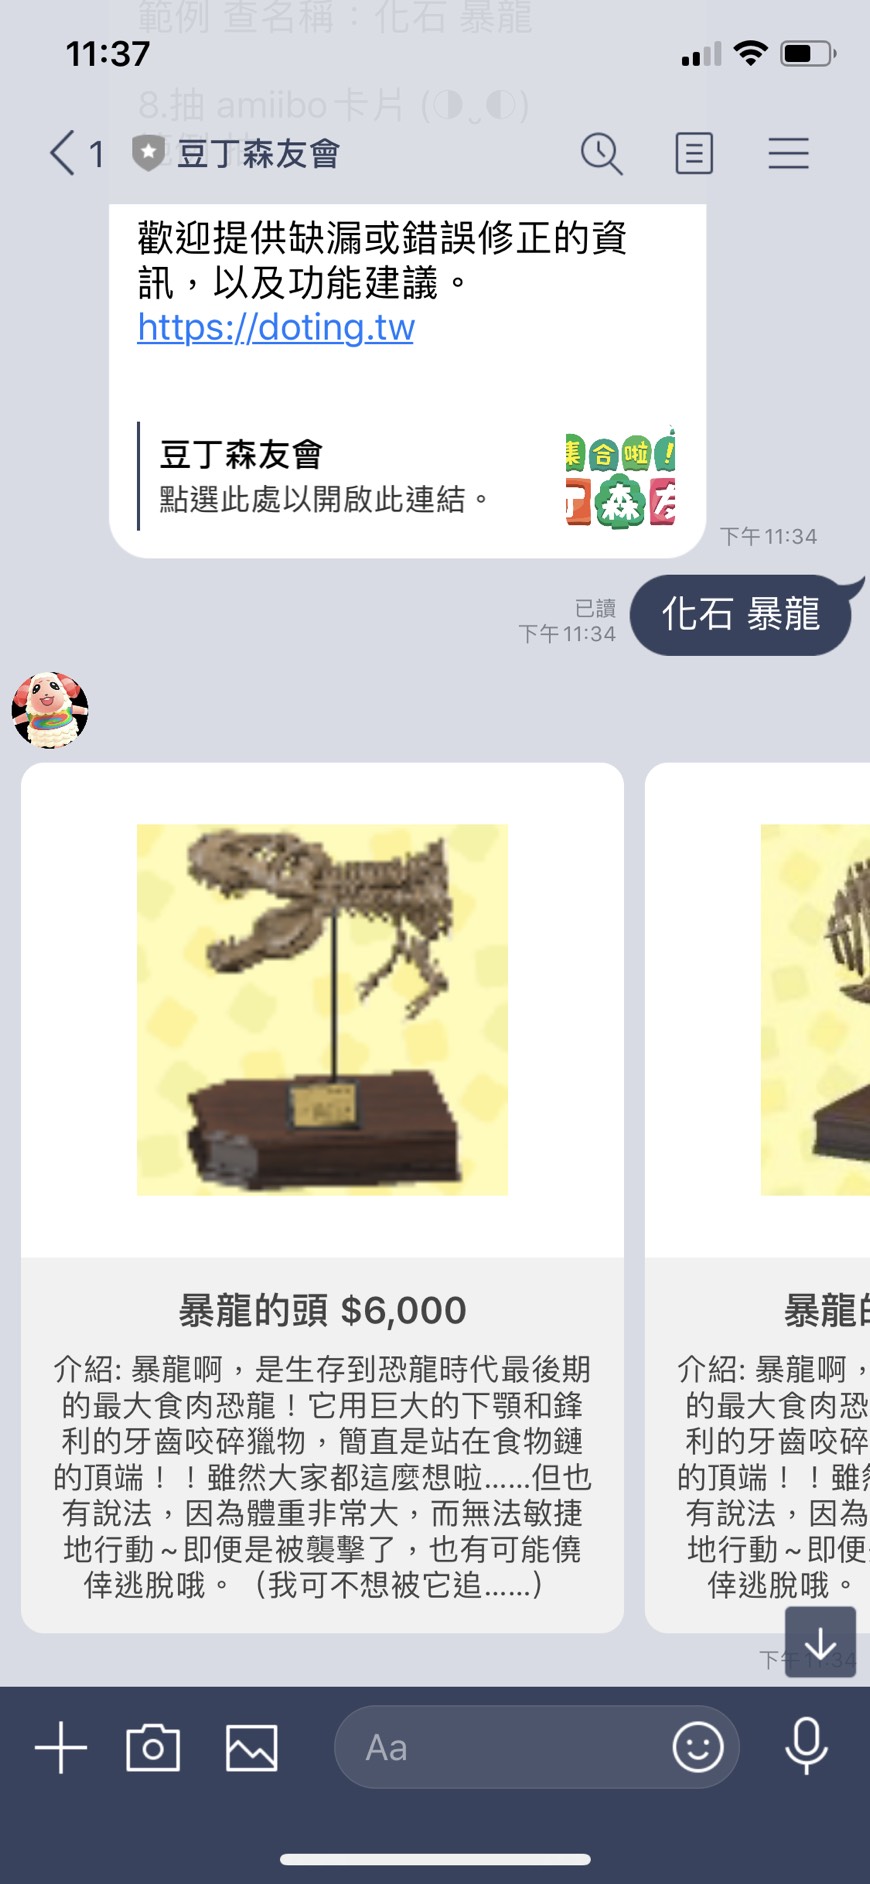 範例 查名稱：化石 暴龍
11:37
8.抽 amiibo卡片 (◑‿◐)
1 豆丁森友會
歡迎提供缺漏或錯誤修正的資
訊，以及功能建議。
https://doting.tw
豆丁森友會
點選此處以開啟此連結。
集合啦！
丁森友
下午11:34
化石 暴龍
已讀
下午11:34
暴龍的頭 $6,000
介紹: 暴龍啊，是生存到恐龍時代最後期
的最大食肉恐龍！它用巨大的下顎和鋒
利的牙齒咬碎獵物，簡直是站在食物鏈
的頂端！！雖然大家都這麼想啦......但也
有說法，因為體重非常大，而無法敏捷
地行動~即便是被襲擊了，也有可能僥
倖逃脫哦。（我可不想被它追......）
暴龍的
介紹: 暴龍啊，
的最大食肉恐
利的牙齒咬碎
的頂端！！雖然
有說法，因為
地行動~即便
倖逃脫哦。
下午11:34
Aa